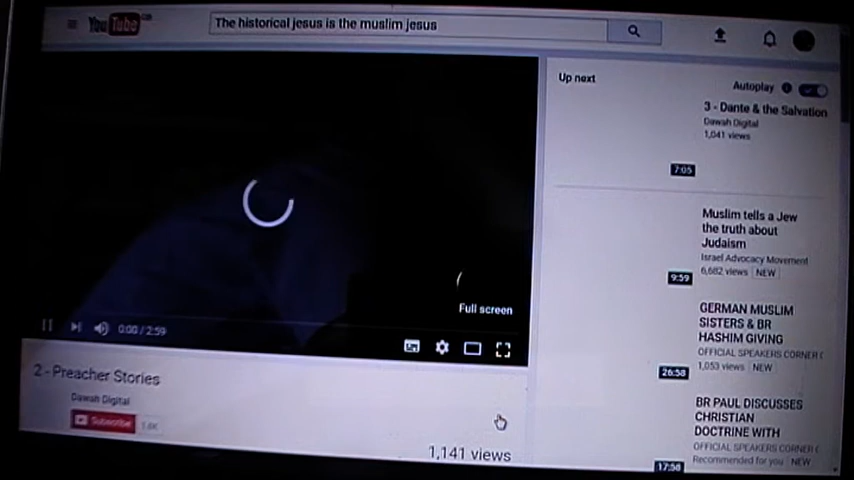 YouTube
The historical jesus is the muslim jesus
Up next
Autoplay
3 - Dante & the Salvation
Dawah Digital
1,041 views
7:05
Muslim tells a Jew
the truth about
Judaism
Israel Advocacy Movement
6,682 views NEW
9:59
GERMAN MUSLIM
SISTERS & BR
HASHIM GIVING
OFFICIAL SPEAKERS CORNER
1,053 views NEW
26:58
BR PAUL DISCUSSES
CHRISTIAN
DOCTRINE WITH
OFFICIAL SPEAKERS CORNER
Recommended for you NEW
17:58
Full screen
0:00 / 2:59
2 - Preacher Stories
Dawah Digital
Subscribe 1.6K
1,141 views